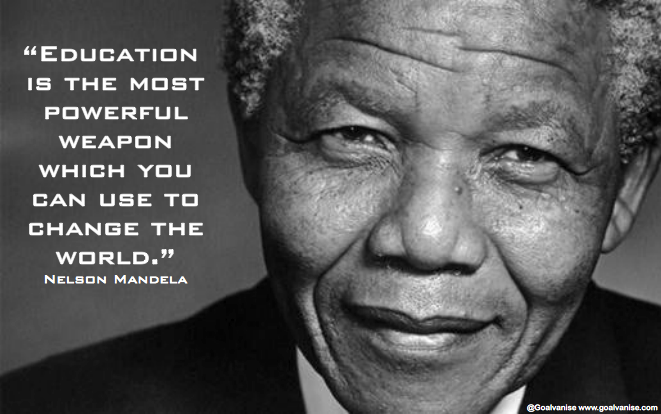 “Education
is the most
powerful
weapon
which you
can use to
change the
world.”
Nelson Mandela
@Goalvanise www.goalvanise.com